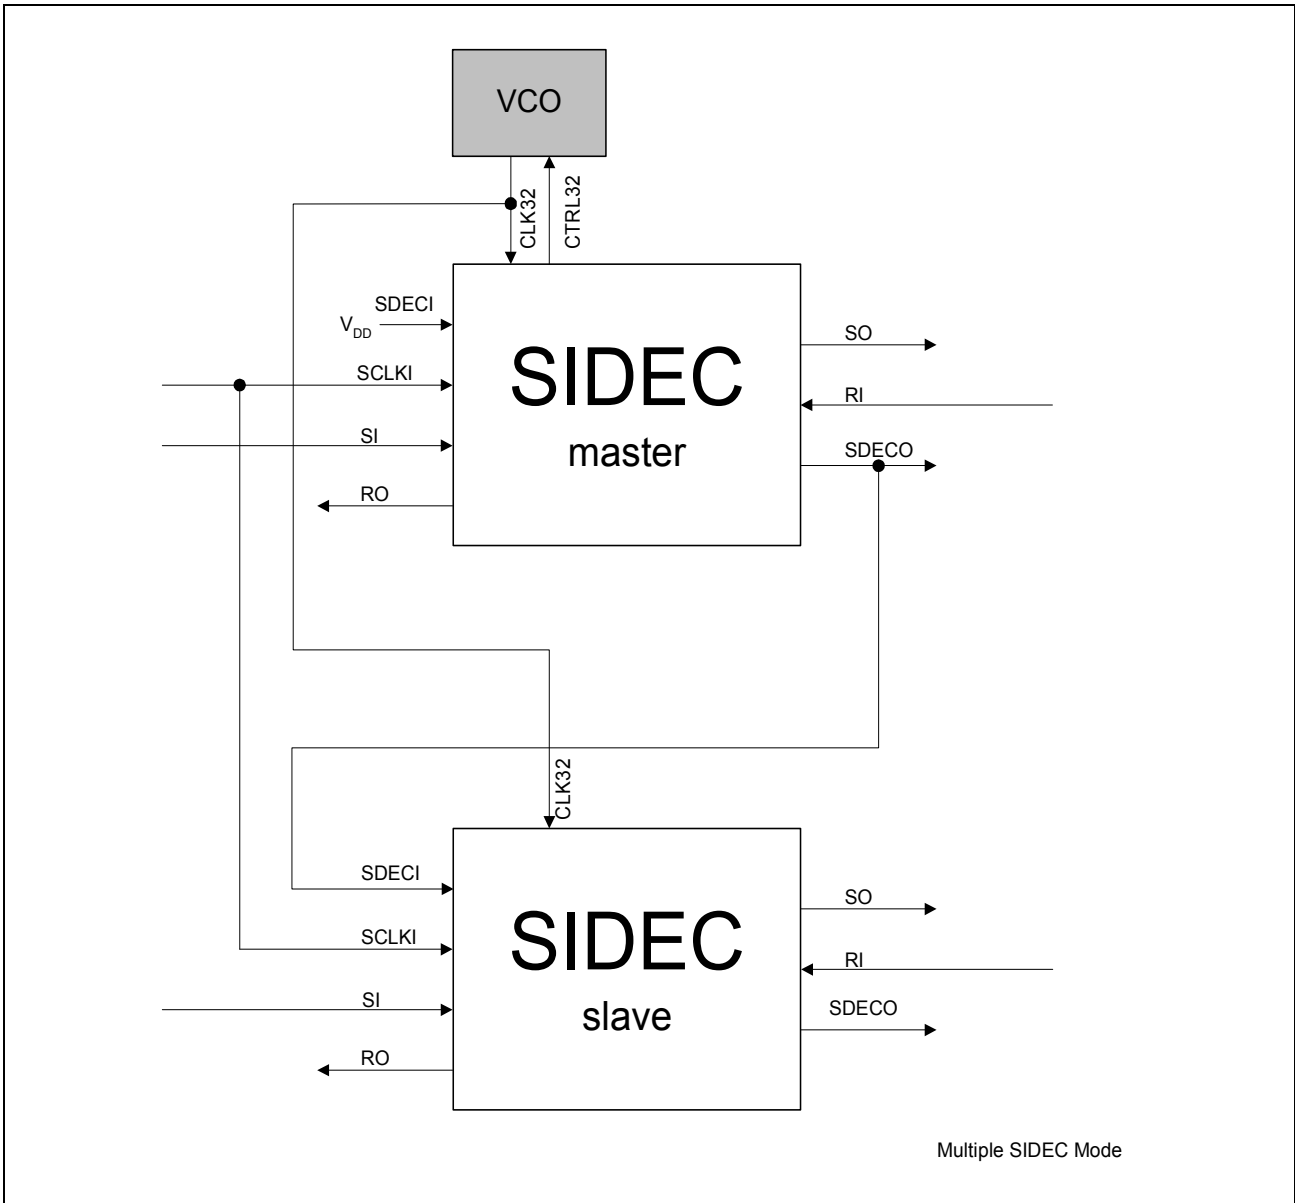 VCO
CLK32
CTRL32
SDECI
VDD
SCLKI
SI
RO
SIDEC
master
SO
RI
SDECO
CLK32
SDECI
SCLKI
SI
RO
SIDEC
slave
SO
RI
SDECO
Multiple SIDEC Mode